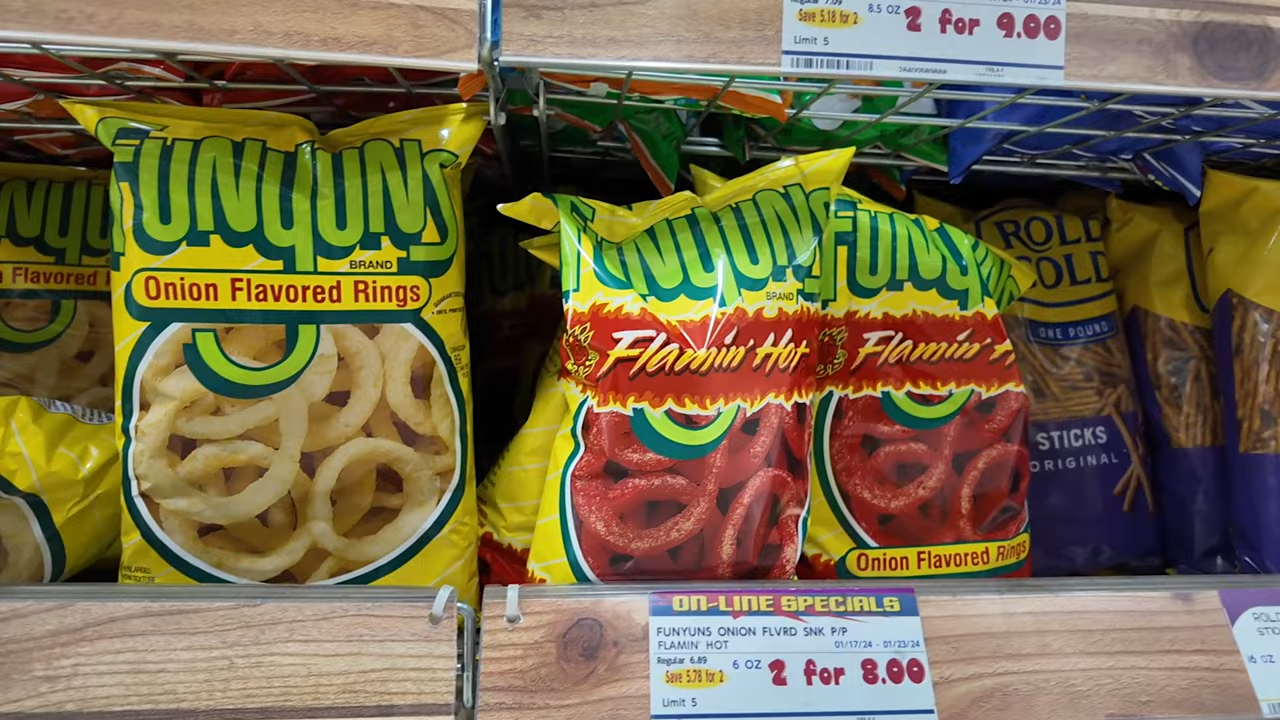 Save 5.18 for 2
8.5 OZ
2 for 9.00
Limit 5
FUNYUNS
BRAND
Onion Flavored Rings
FUNYUNS
BRAND
Flamin' Hot
FUNYUNS
Flamin' H
Onion Flavored Rings
ROLD
GOLD
ONE POUND
STICKS
ORIGINAL
ON-LINE SPECIALS
FUNYUNS ONION FLVRD SNK P/P
FLAMIN' HOT 01/17/24 - 01/23/24
Regular 6.89
Save 5.78 for 2
6 OZ
2 for 8.00
Limit 5
ROLD
16 OZ